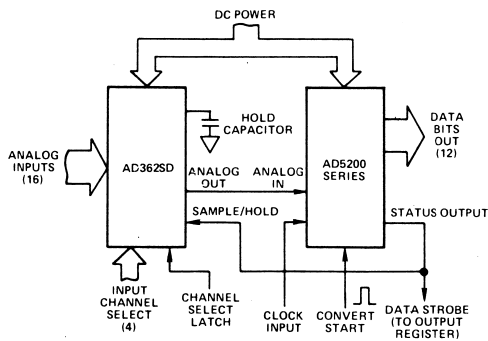 DC POWER
HOLD
CAPACITOR
DATA
BITS
OUT
(12)
ANALOG
INPUTS
(16)
AD362SD
ANALOG
OUT
ANALOG
IN
AD5200
SERIES
SAMPLE/HOLD
STATUS OUTPUT
INPUT
CHANNEL
SELECT
(4)
CHANNEL
SELECT
LATCH
CLOCK
INPUT
CONVERT
START
DATA STROBE
(TO OUTPUT
REGISTER)